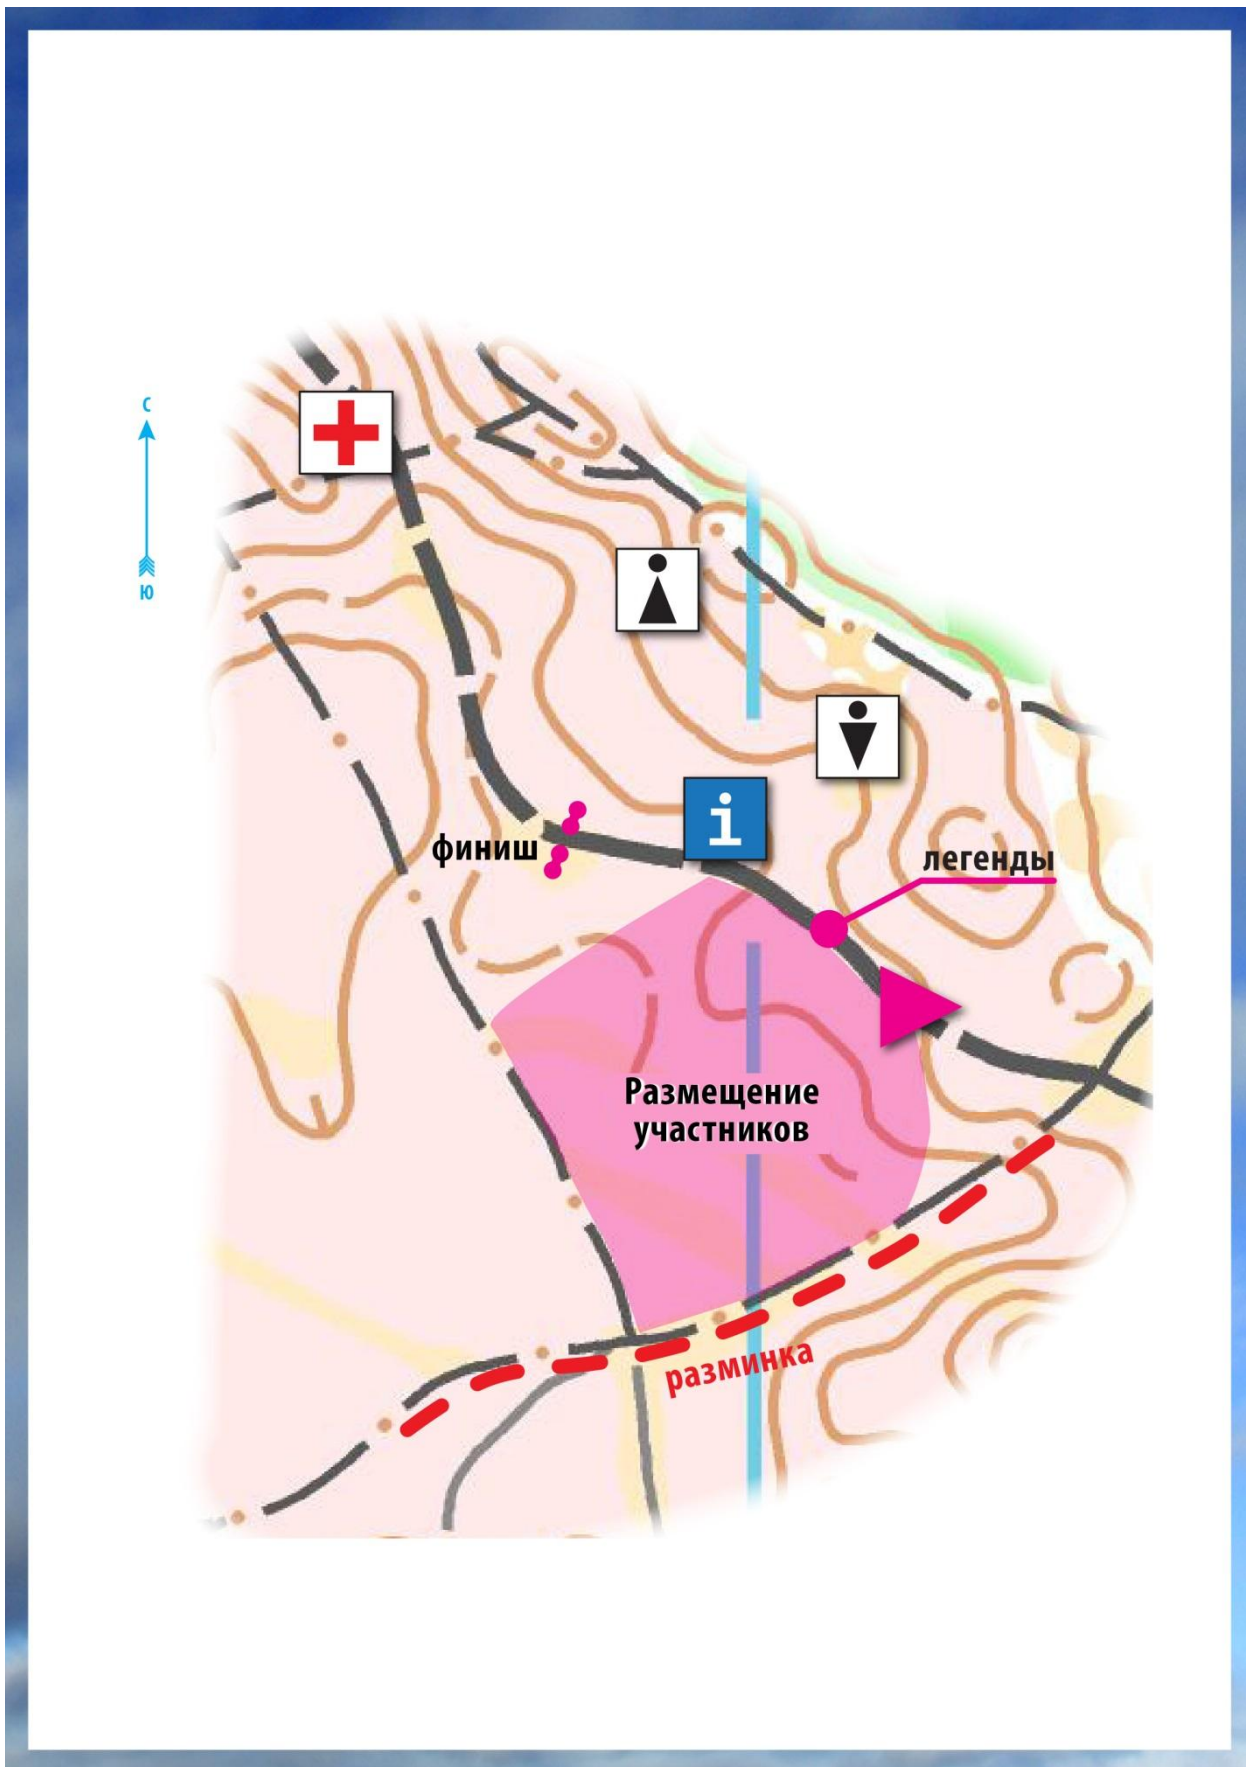 С
Ю
i
финиш
легенды
Размещение
участников
разминка